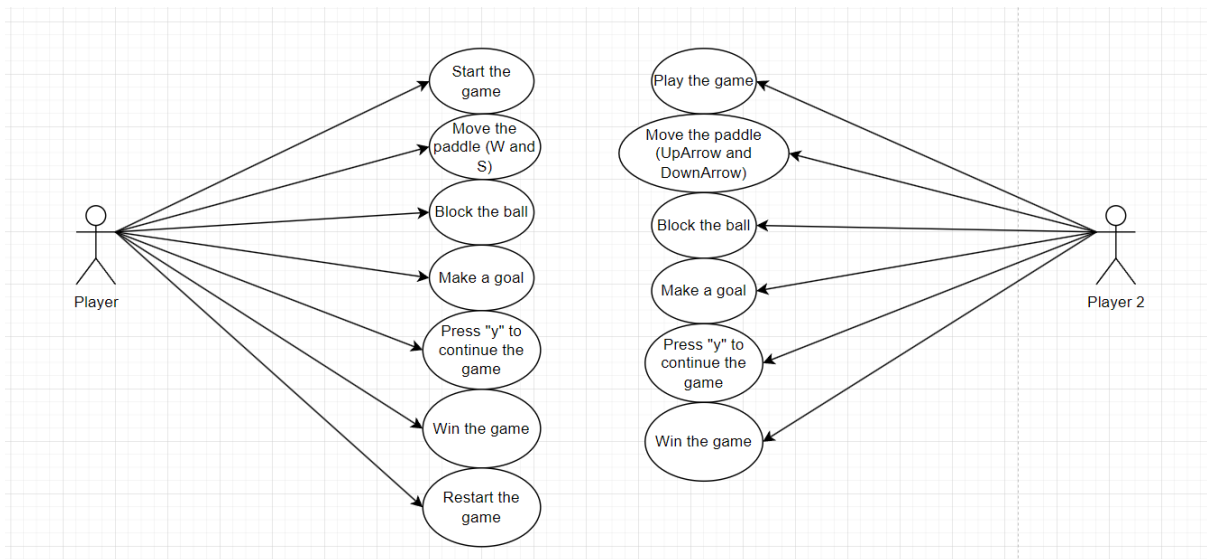 Start the
game
Move the
paddle (W and
S)
Block the ball
Make a goal
Press "y" to
continue the
game
Win the game
Restart the
game
Player
Play the game
Move the paddle
(UpArrow and
DownArrow)
Block the ball
Make a goal
Press "y" to
continue the
game
Win the game
Player 2